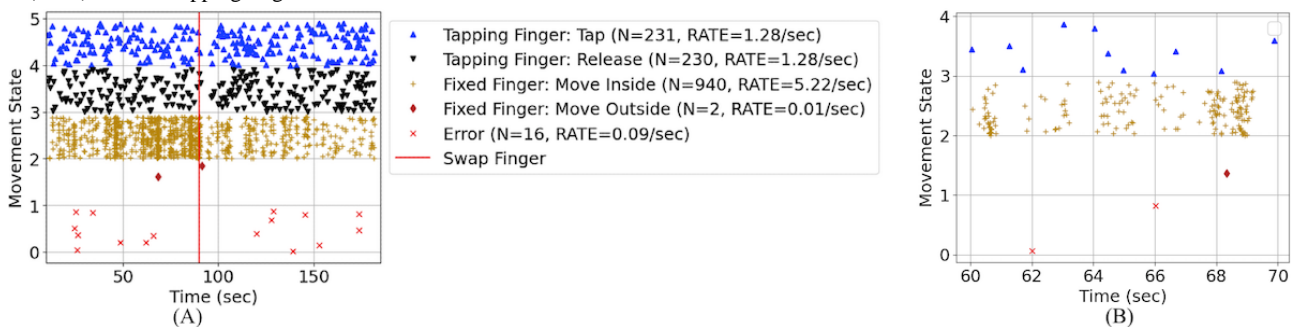 Movement State
5
4
3
2
1
0
50
100
150
Time (sec)
(A)
Tapping Finger: Tap (N=231, RATE=1.28/sec)
Tapping Finger: Release (N=230, RATE=1.28/sec)
Fixed Finger: Move Inside (N=940, RATE=5.22/sec)
Fixed Finger: Move Outside (N=2, RATE=0.01/sec)
Error (N=16, RATE=0.09/sec)
Swap Finger
Movement State
4
3
2
1
0
60
62
64
66
68
70
Time (sec)
(B)